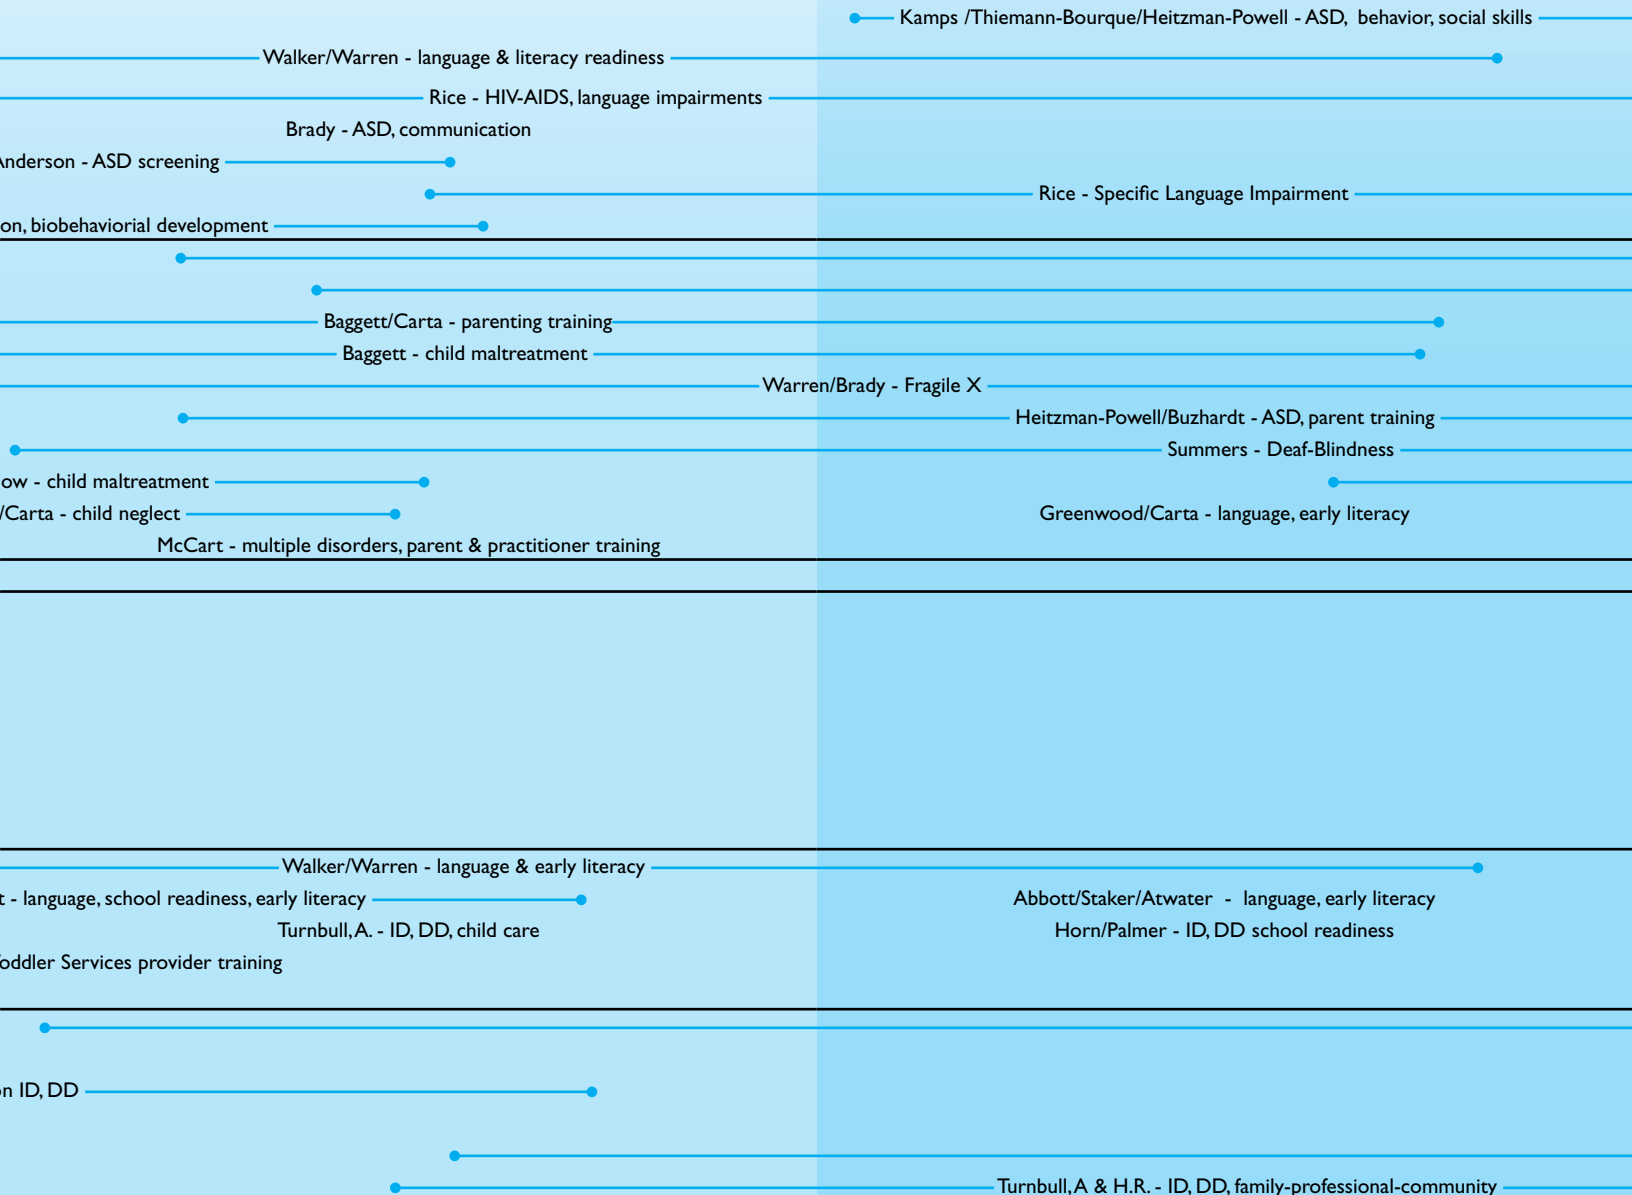 Kamps /Thiemann-Bourque/Heitzman-Powell - ASD, behavior, social skills
Walker/Warren - language & literacy readiness
Rice - HIV-AIDS, language impairments
Brady - ASD, communication
Anderson - ASD screening
Rice - Specific Language Impairment
on, biobehaviorial development
Baggett/Carta - parenting training
Baggett - child maltreatment
Warren/Brady - Fragile X
Heitzman-Powell/Buzhardt - ASD, parent training
Summers - Deaf-Blindness
ow - child maltreatment
/Carta - child neglect
Greenwood/Carta - language, early literacy
McCart - multiple disorders, parent & practitioner training
Walker/Warren - language & early literacy
t - language, school readiness, early literacy
Abbott/Staker/Atwater - language, early literacy
Turnbull, A. - ID, DD, child care
Horn/Palmer - ID, DD school readiness
oddler Services provider training
on ID, DD
Turnbull, A & H.R. - ID, DD, family-professional-community